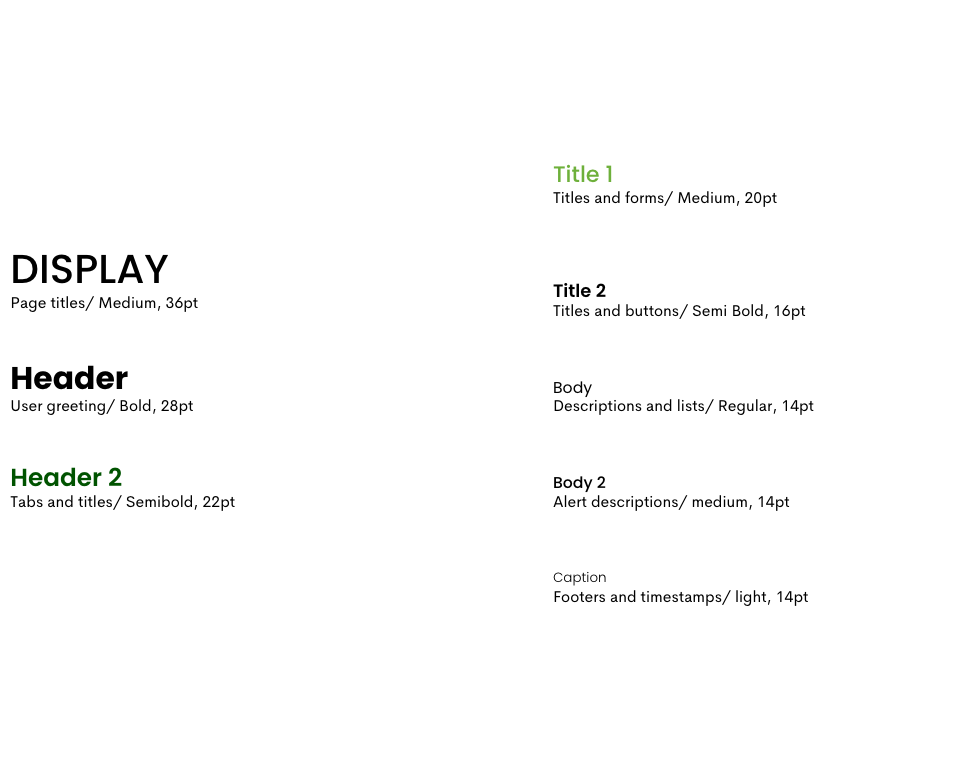 DISPLAY
Page titles/ Medium, 36pt
Header
User greeting/ Bold, 28pt
Header 2
Tabs and titles/ Semibold, 22pt
Title 1
Titles and forms/ Medium, 20pt
Title 2
Titles and buttons/ Semi Bold, 16pt
Body
Descriptions and lists/ Regular, 14pt
Body 2
Alert descriptions/ medium, 14pt
Caption
Footers and timestamps/ light, 14pt